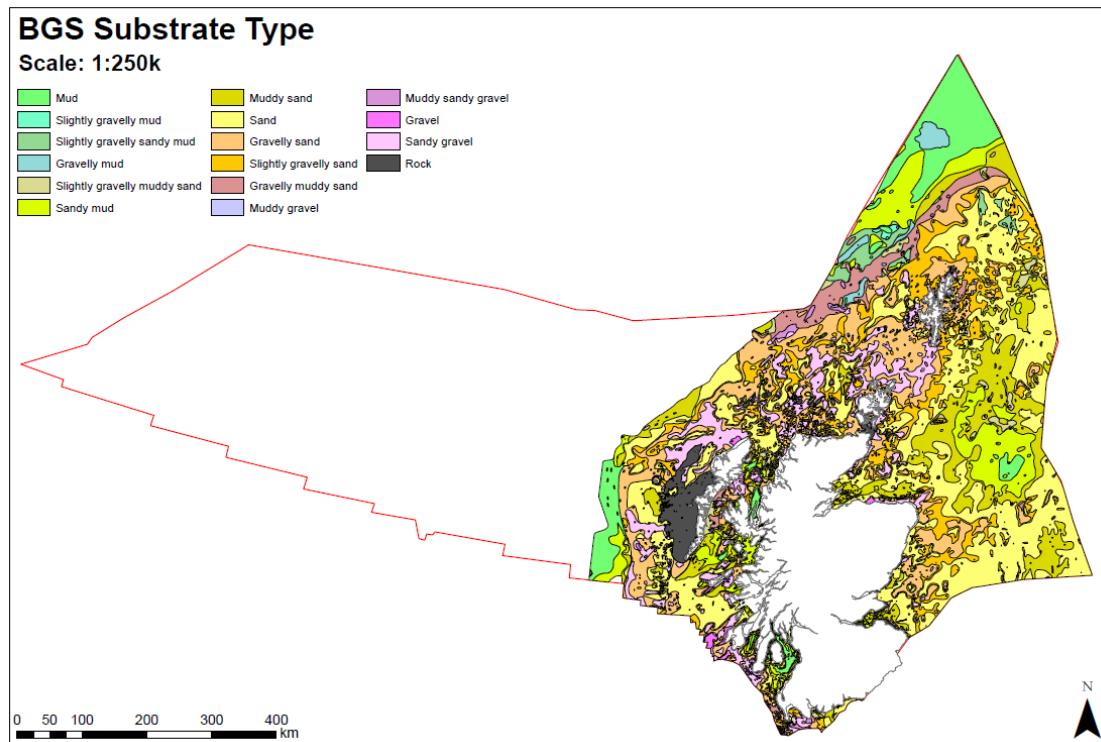 BGS Substrate Type
Scale: 1:250k
Mud
Slightly gravelly mud
Slightly gravelly sandy mud
Gravelly mud
Slightly gravelly muddy sand
Sandy mud
Muddy sand
Sand
Gravelly sand
Slightly gravelly sand
Gravelly muddy sand
Muddy gravel
Muddy sandy gravel
Gravel
Sandy gravel
Rock
N
0 50 100 200 300 400
km